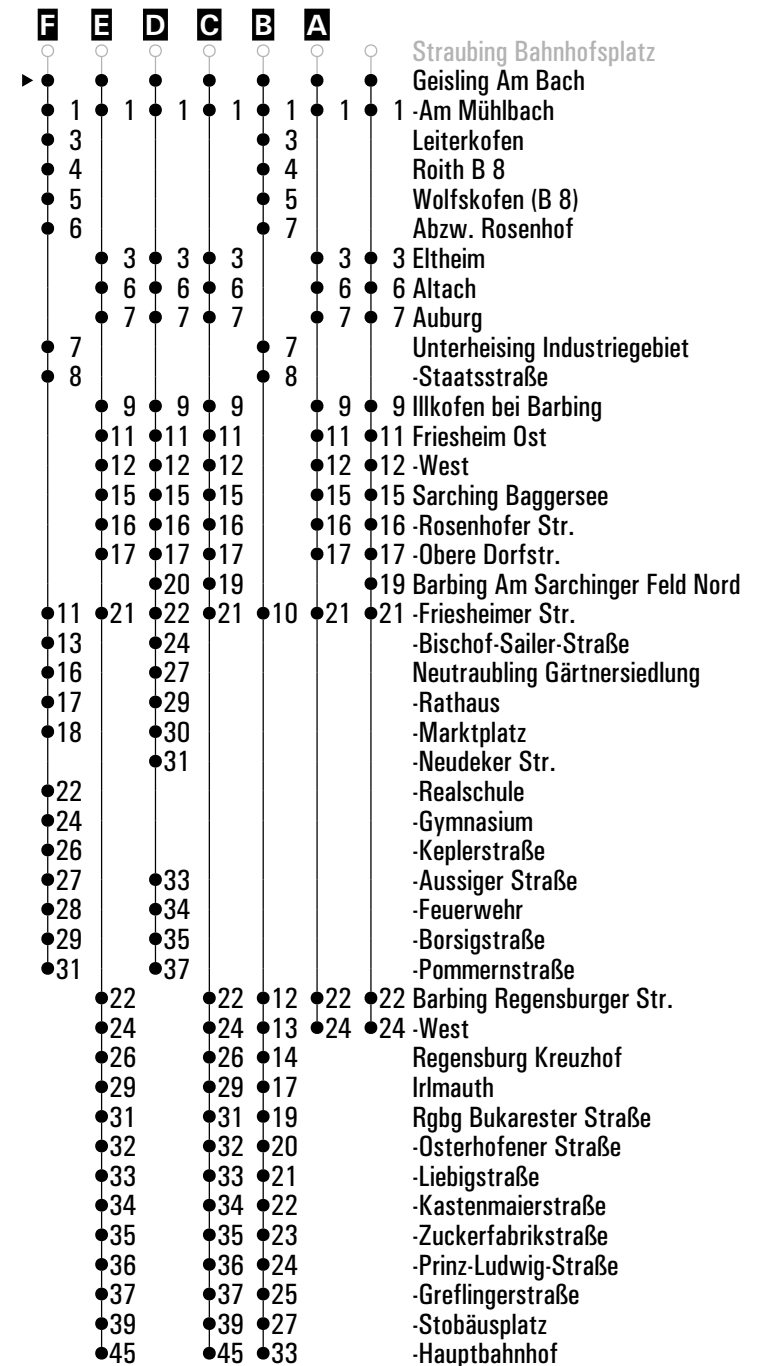 F E D C B A
Straubing Bahnhofsplatz
Geisling Am Bach
1 1 1 1 1 1 1 -Am Mühlbach
3 3 Leiterkofen
4 4 Roith B 8
5 5 Wolfskofen (B 8)
6 7 Abzw. Rosenhof
3 3 3 3 3 Eltheim
6 6 6 6 6 Altach
7 7 7 7 7 Auburg
7 7 Unterheising Industriegebiet
8 8 -Staatsstraße
9 9 9 9 9 Illkofen bei Barbing
11 11 11 11 11 Friesheim Ost
12 12 12 12 12 -West
15 15 15 15 15 Sarching Baggersee
16 16 16 16 16 -Rosenhofer Str.
17 17 17 17 17 -Obere Dorfstr.
20 19 19 Barbing Am Sarchinger Feld Nord
11 21 22 21 10 21 21 -Friesheimer Str.
13 24 -Bischof-Sailer-Straße
16 27 Neutraubling Gärtnersiedlung
17 29 -Rathaus
18 30 -Marktplatz
31 -Neudeker Str.
22 -Realschule
24 -Gymnasium
26 -Keplerstraße
27 33 -Aussiger Straße
28 34 -Feuerwehr
29 35 -Borsigstraße
31 37 -Pommernstraße
22 22 12 22 22 Barbing Regensburger Str.
24 24 13 24 24 -West
26 26 14 Regensburg Kreuzhof
29 29 17 Irlmauth
31 31 19 Rgbg Bukarester Straße
32 32 20 -Osterhofener Straße
33 33 21 -Liebigstraße
34 34 22 -Kastenmaierstraße
35 35 23 -Zuckerfabrikstraße
36 36 24 -Prinz-Ludwig-Straße
37 37 25 -Greflingerstraße
39 39 27 -Stobäusplatz
45 45 33 -Hauptbahnhof